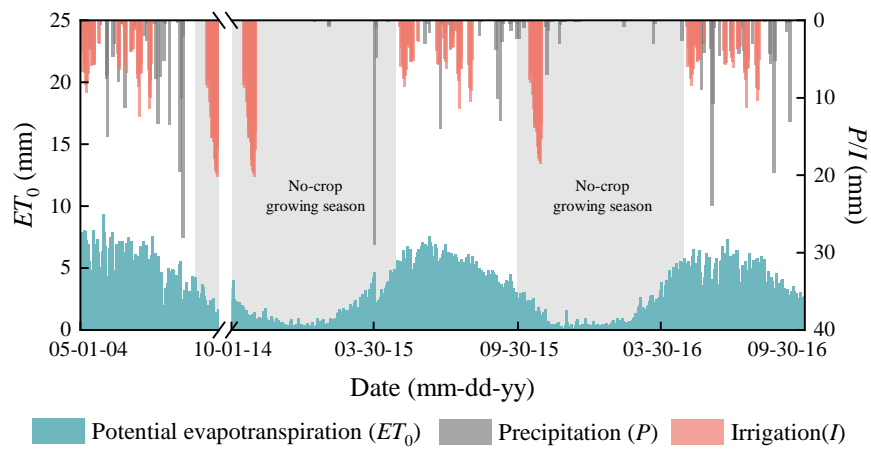 25
20
15
10
5
0
ET0 (mm)
0
10
20
30
40
P/I (mm)
No-crop
growing season
No-crop
growing season
05-01-04
10-01-14
03-30-15
09-30-15
03-30-16
09-30-16
Date (mm-dd-yy)
Potential evapotranspiration (ET0)
Precipitation (P)
Irrigation(I)